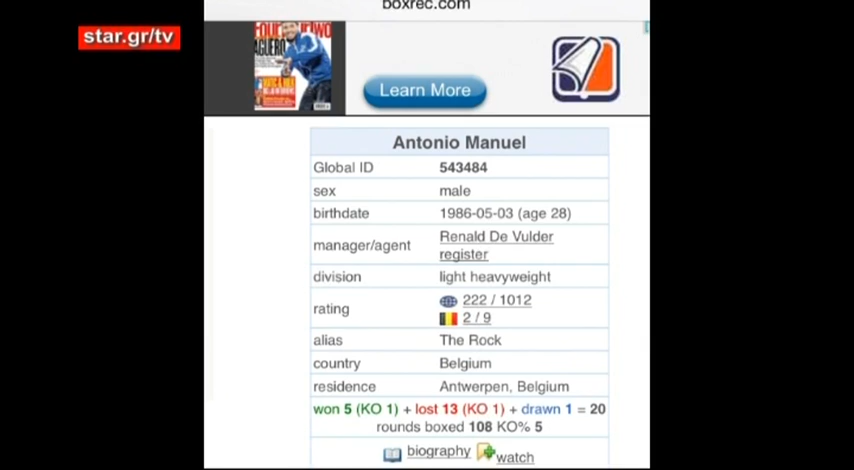 boxrec.com
star.gr/tv
FOURFOURTWO
AGUERO
Learn More
Antonio Manuel
Global ID 543484
sex male
birthdate 1986-05-03 (age 28)
manager/agent Renald De Vulder
register
division light heavyweight
rating 222 / 1012
2 / 9
alias The Rock
country Belgium
residence Antwerpen, Belgium
won 5 (KO 1) + lost 13 (KO 1) + drawn 1 = 20
rounds boxed 108 KO% 5
biography watch